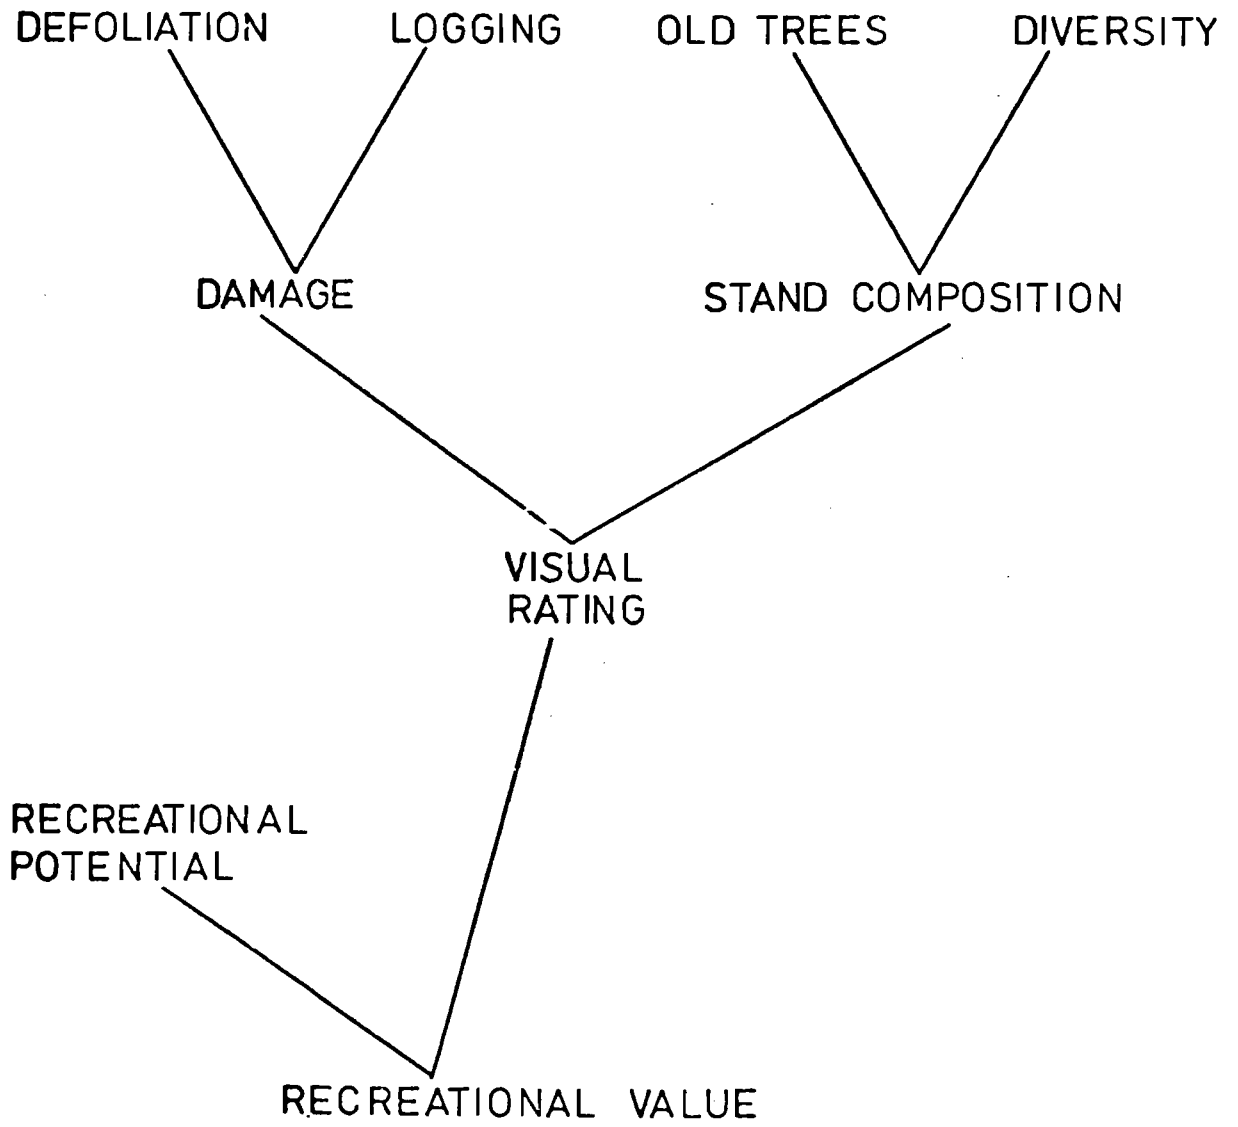 DEFOLIATION LOGGING OLD TREES DIVERSITY
DAMAGE STAND COMPOSITION
VISUAL
RATING
RECREATIONAL
POTENTIAL
RECREATIONAL VALUE